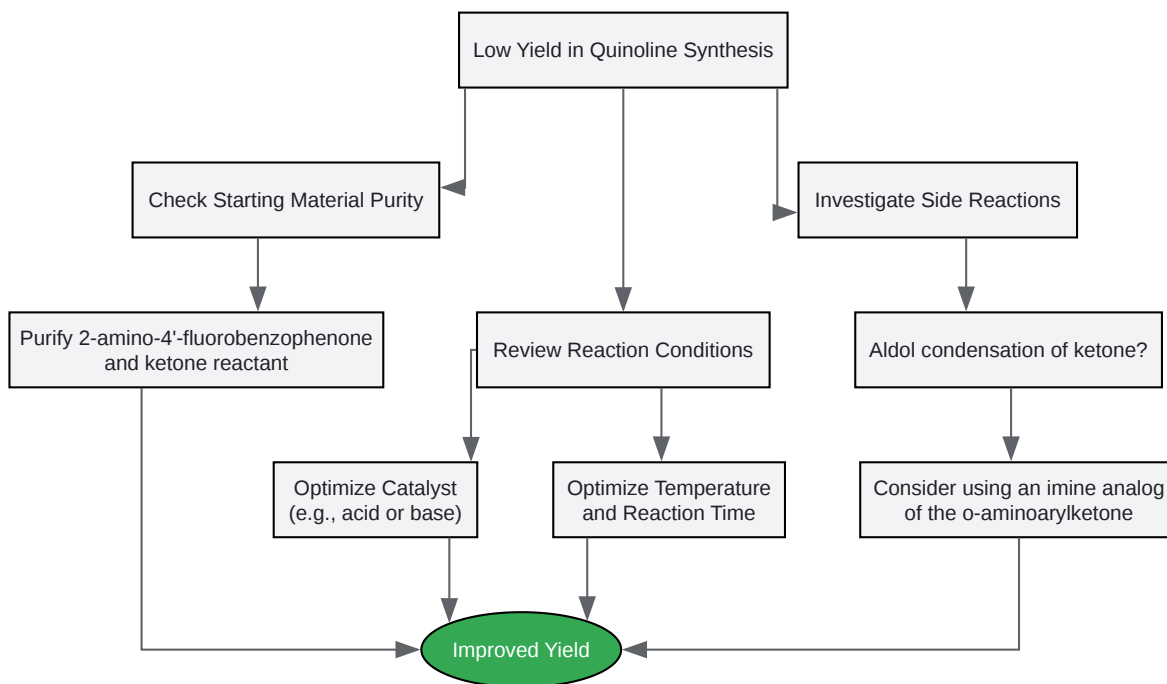 Low Yield in Quinoline Synthesis
Check Starting Material Purity
Investigate Side Reactions
Purify 2-amino-4'-fluorobenzophenone
and ketone reactant
Review Reaction Conditions
Aldol condensation of ketone?
Optimize Catalyst
(e.g., acid or base)
Optimize Temperature
and Reaction Time
Consider using an imine analog
of the o-aminoarylketone
Improved Yield